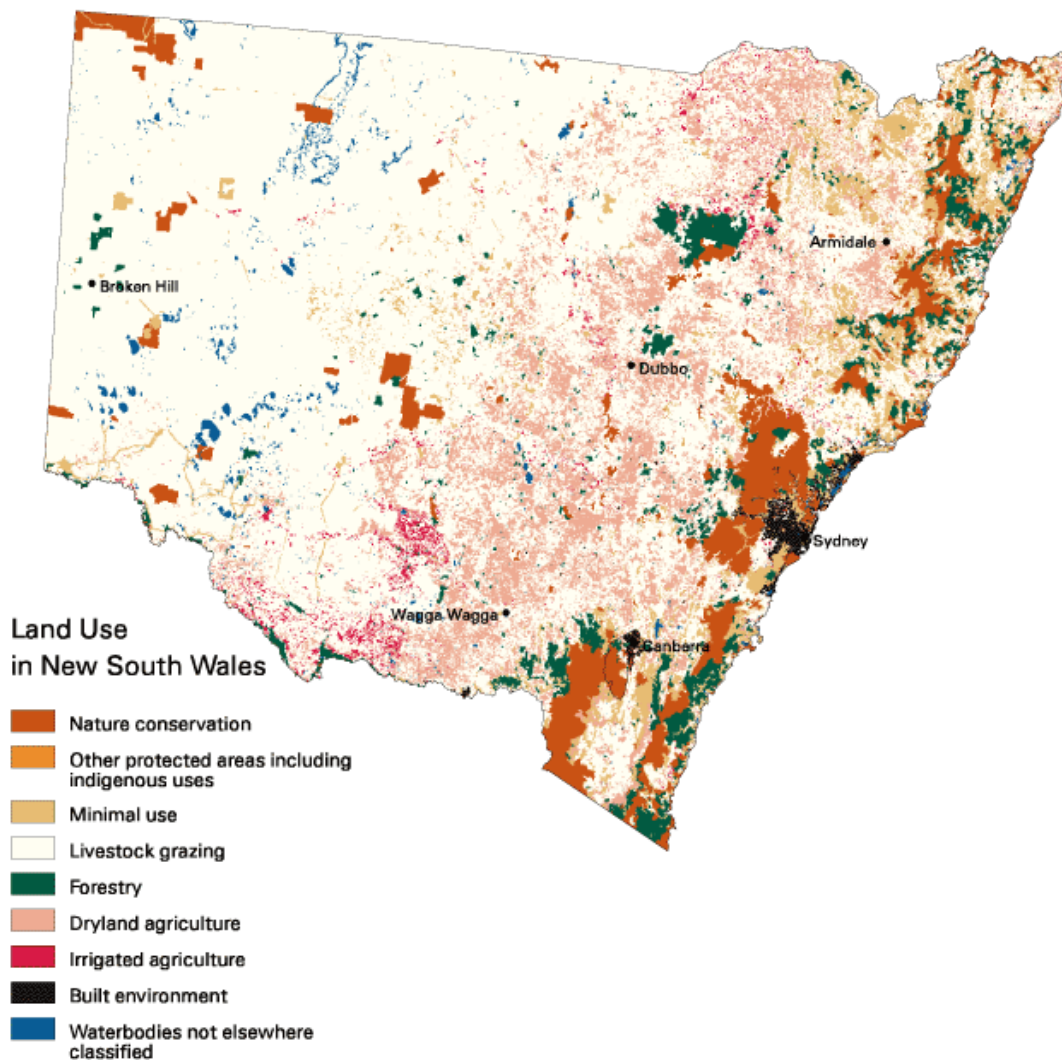 Armidale
Broken Hill
Dubbo
Sydney
Wagga Wagga
Canberra
Land Use
in New South Wales
Nature conservation
Other protected areas including
indigenous uses
Minimal use
Livestock grazing
Forestry
Dryland agriculture
Irrigated agriculture
Built environment
Waterbodies not elsewhere
classified